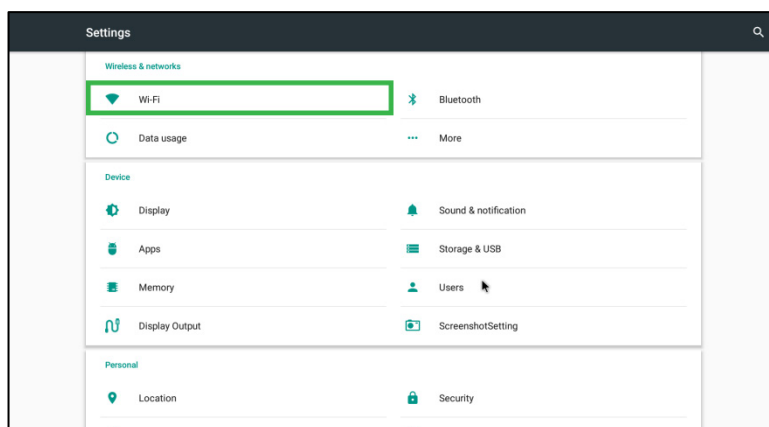 Settings
Wireless & networks
Wi-Fi
Bluetooth
Data usage
More
Device
Display
Sound & notification
Apps
Storage & USB
Memory
Users
Display Output
ScreenshotSetting
Personal
Location
Security